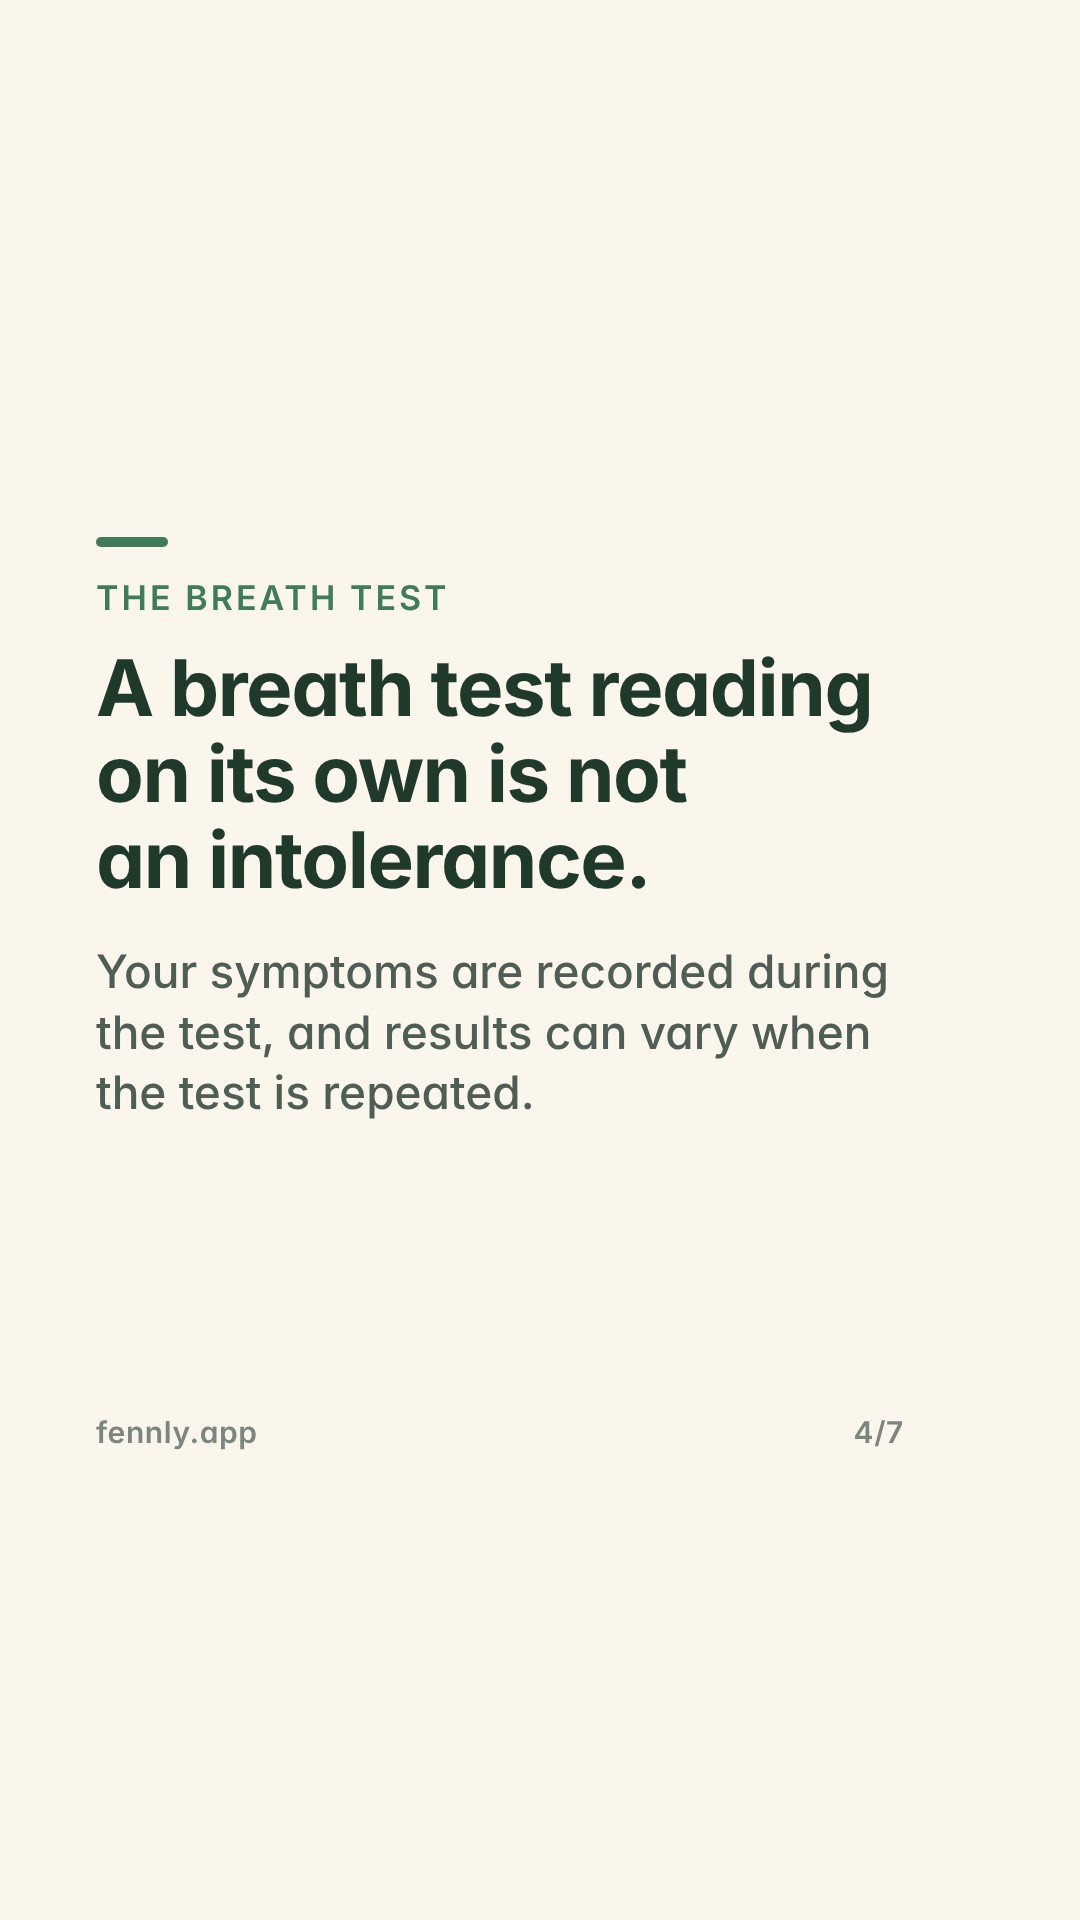 THE BREATH TEST
A breath test reading
on its own is not
an intolerance.
Your symptoms are recorded during
the test, and results can vary when
the test is repeated.
fennly.app
4/7